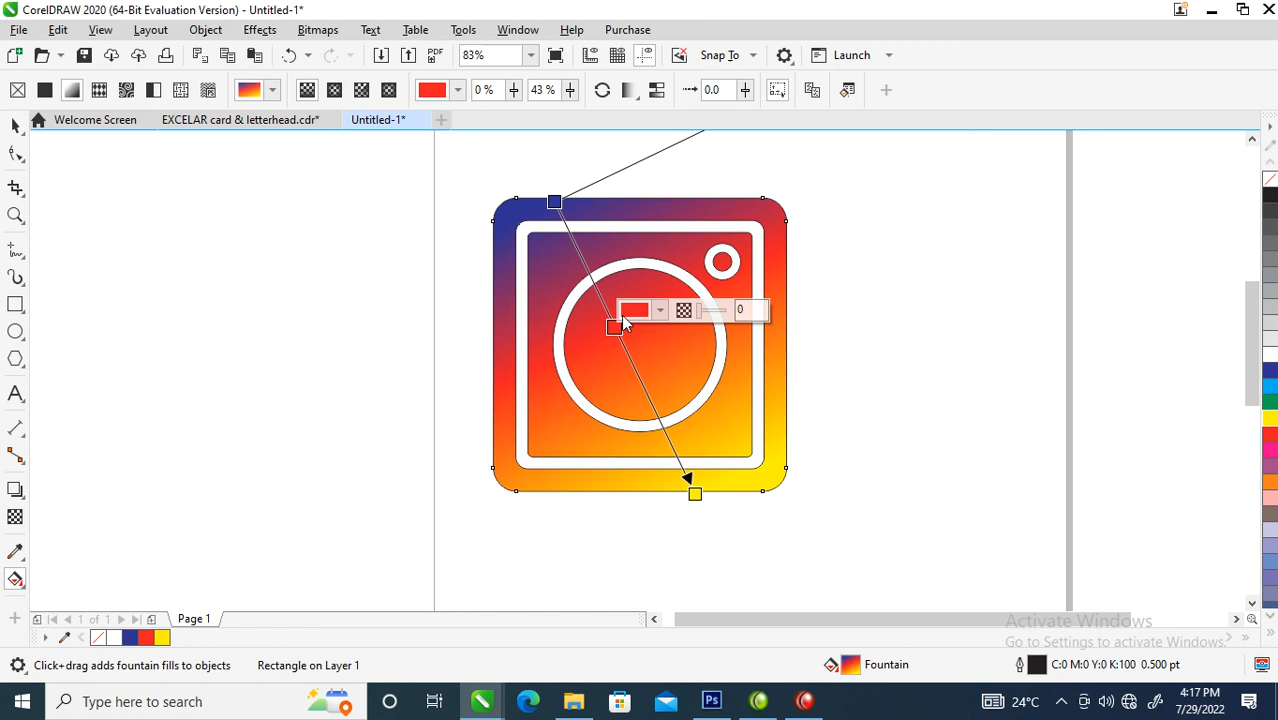 CorelDRAW 2020 (64-Bit Evaluation Version) - Untitled-1*
File Edit View Layout Object Effects Bitmaps Text Table Tools Window Help Purchase
PDF 83% Snap To Launch
0 % 43 % 0.0
Welcome Screen EXCELAR card & letterhead.cdr* Untitled-1*
0
A
1 of 1 Page 1
Activate Windows
Go to Settings to activate Windows.
Click+drag adds fountain fills to objects Rectangle on Layer 1 Fountain C:0 M:0 Y:0 K:100 0.500 pt
Type here to search Ps 24°C 4:17 PM
7/29/2022